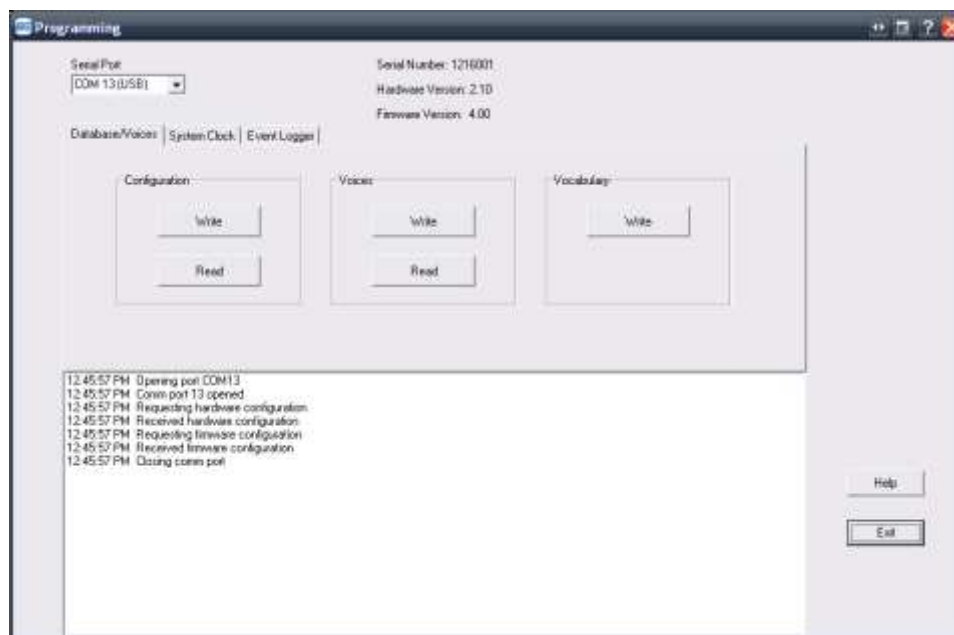 Programming
Serial Port
COM 13 (USB)
Serial Number: 1216001
Hardware Version: 2.10
Firmware Version: 4.00
Database/Voices System Clock Event Logger
Configuration Voices Vocabulary
Write Write Write
Read Read
12:45:57 PM Opening port COM13
12:45:57 PM Comm port 13 opened
12:45:57 PM Requesting hardware configuration
12:45:57 PM Received hardware configuration
12:45:57 PM Requesting firmware configuration
12:45:57 PM Received firmware configuration
12:45:57 PM Closing comm port
Help
Exit